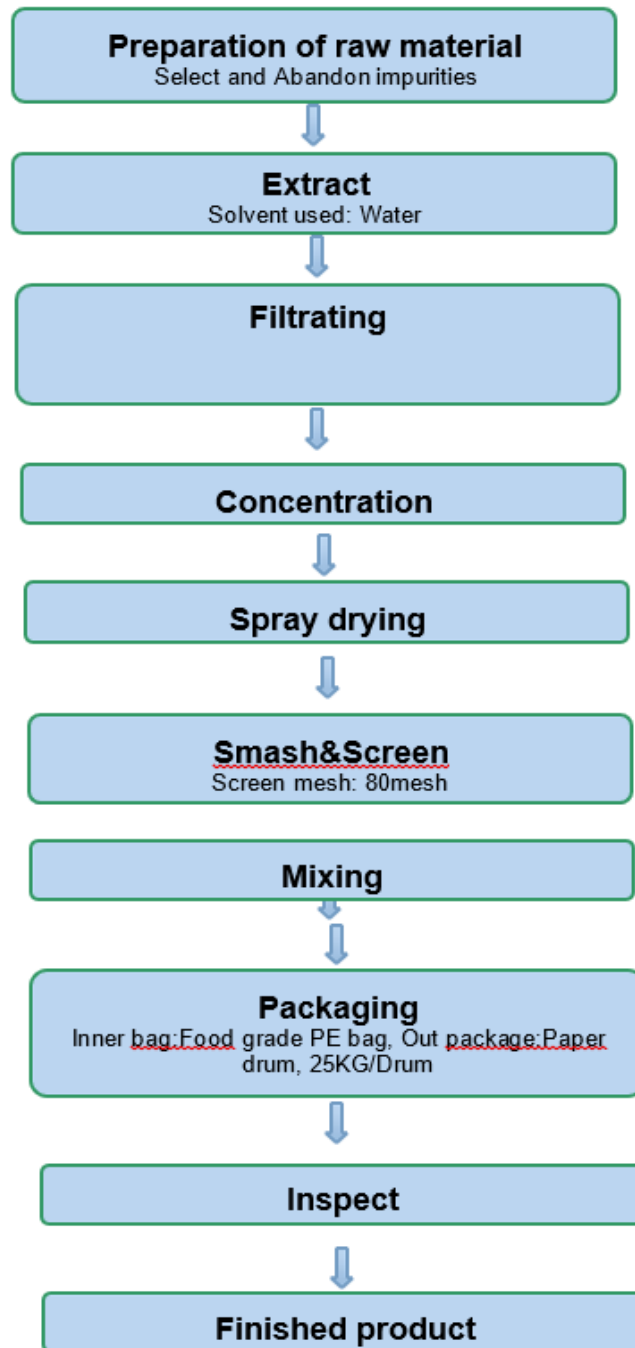 Preparation of raw material
Select and Abandon impurities
Extract
Solvent used: Water
Filtrating
Concentration
Spray drying
Smash&Screen
Screen mesh: 80mesh
Mixing
Packaging
Inner bag:Food grade PE bag, Out package:Paper
drum, 25KG/Drum
Inspect
Finished product